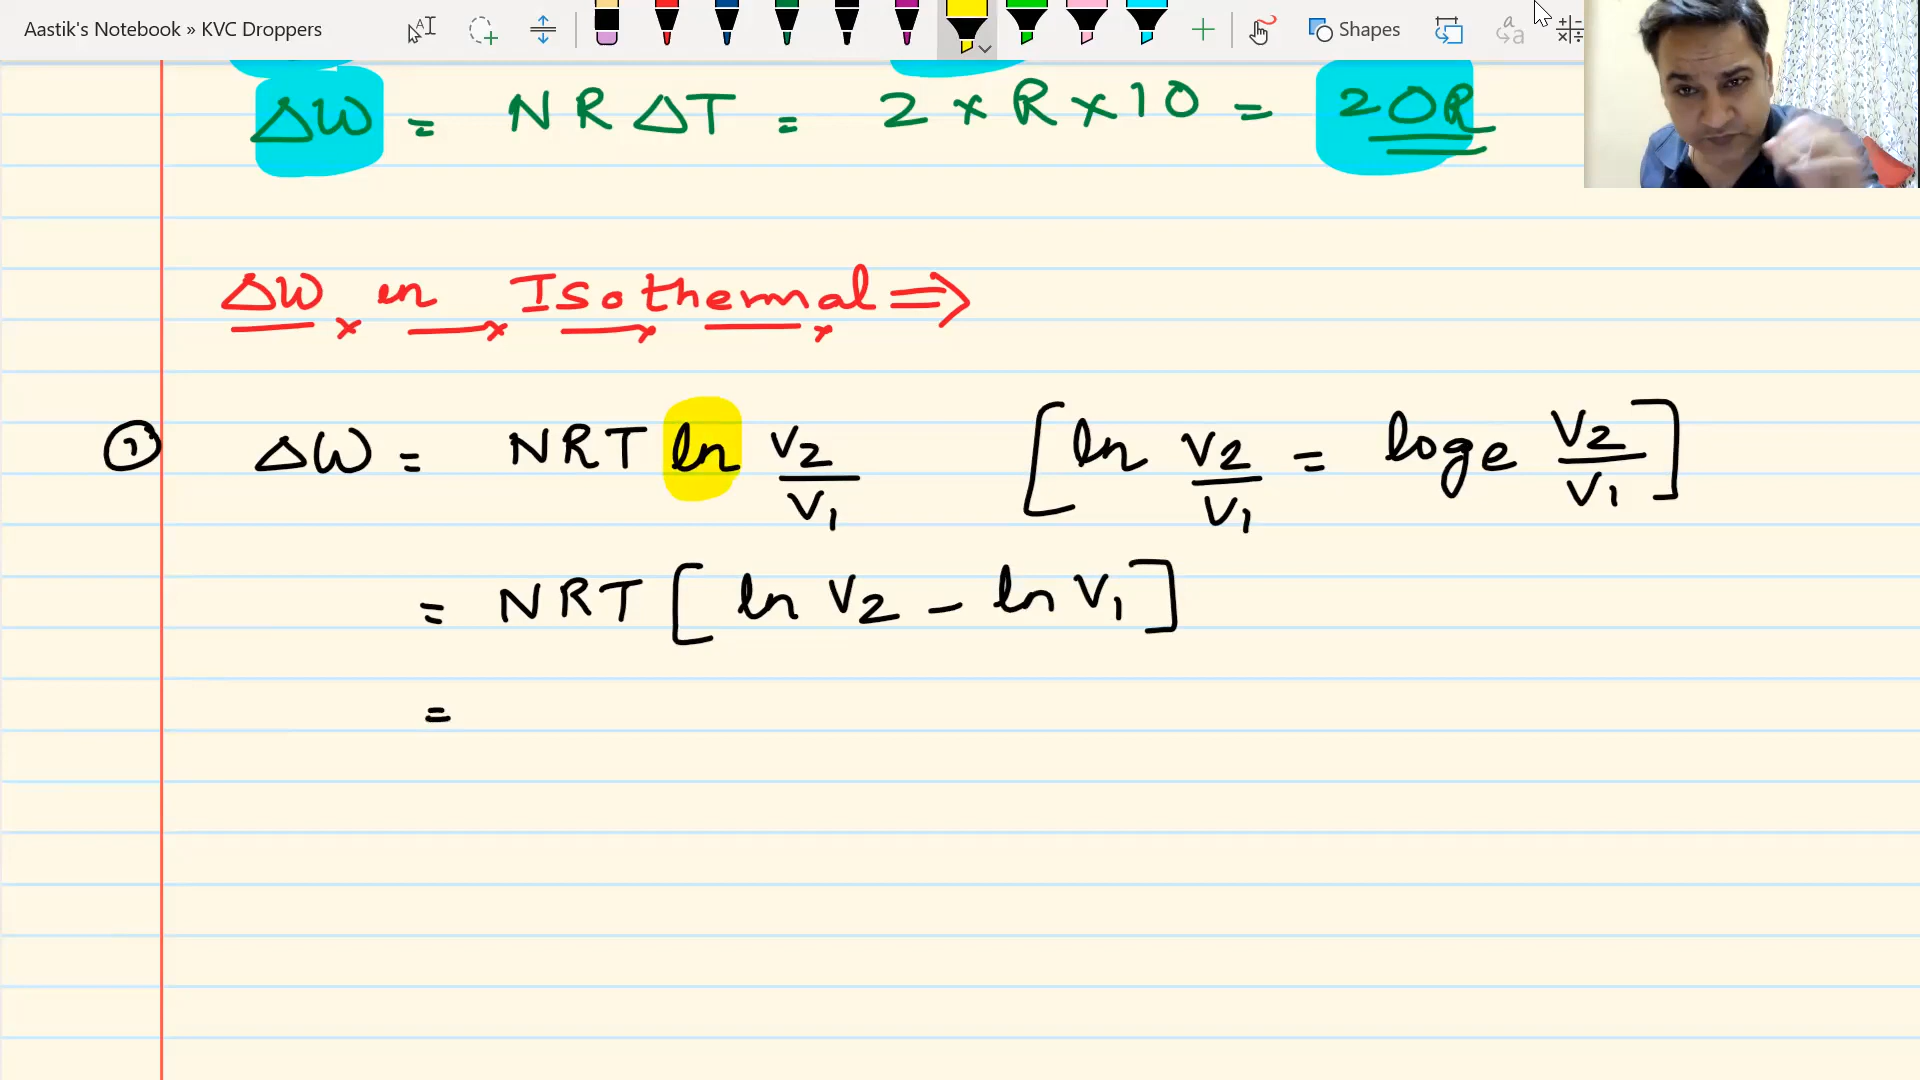 Aastik's Notebook » KVC Droppers
Shapes
ΔW = NRΔT = 2 × R × 10 = 20R
ΔW in Isothermal ⇒
① ΔW = NRT ln V2/V1 [ln V2/V1 = loge V2/V1]
= NRT [ln V2 - ln V1]
=